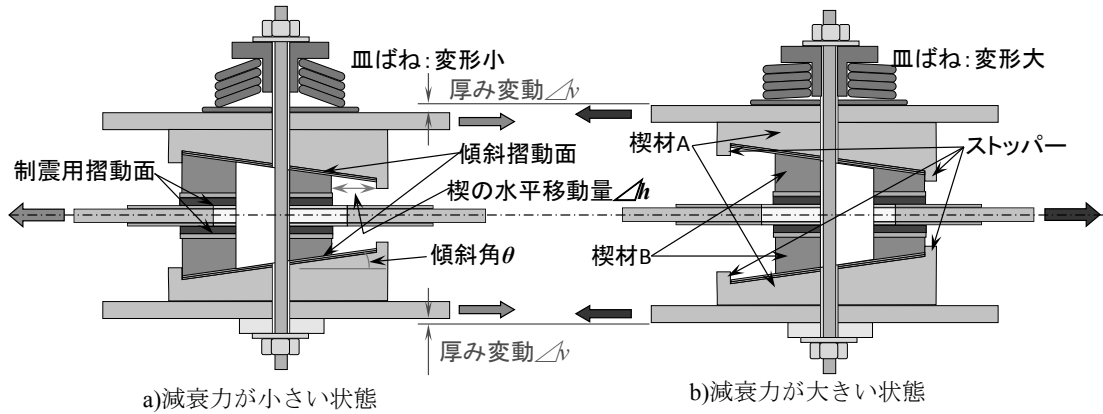 皿ばね：変形小
厚み変動⊿v
制震用摺動面
傾斜摺動面
楔の水平移動量⊿h
傾斜角θ
厚み変動⊿v
a)減衰力が小さい状態
皿ばね：変形大
楔材A
ストッパー
楔材B
b)減衰力が大きい状態